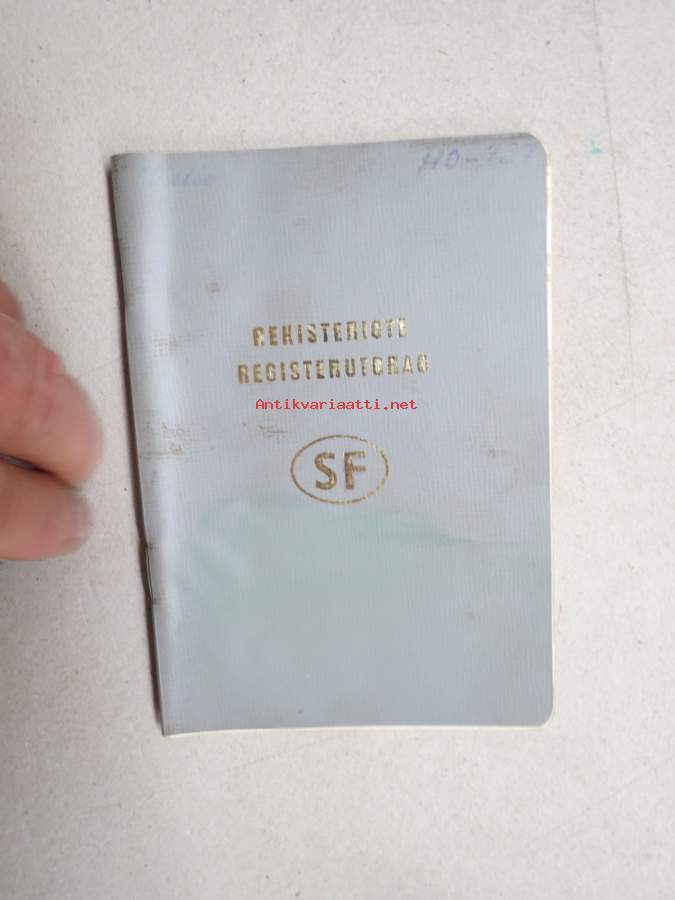 REKISTERIOTE
REGISTERUTDRAG
Antikvariaatti.net
SF